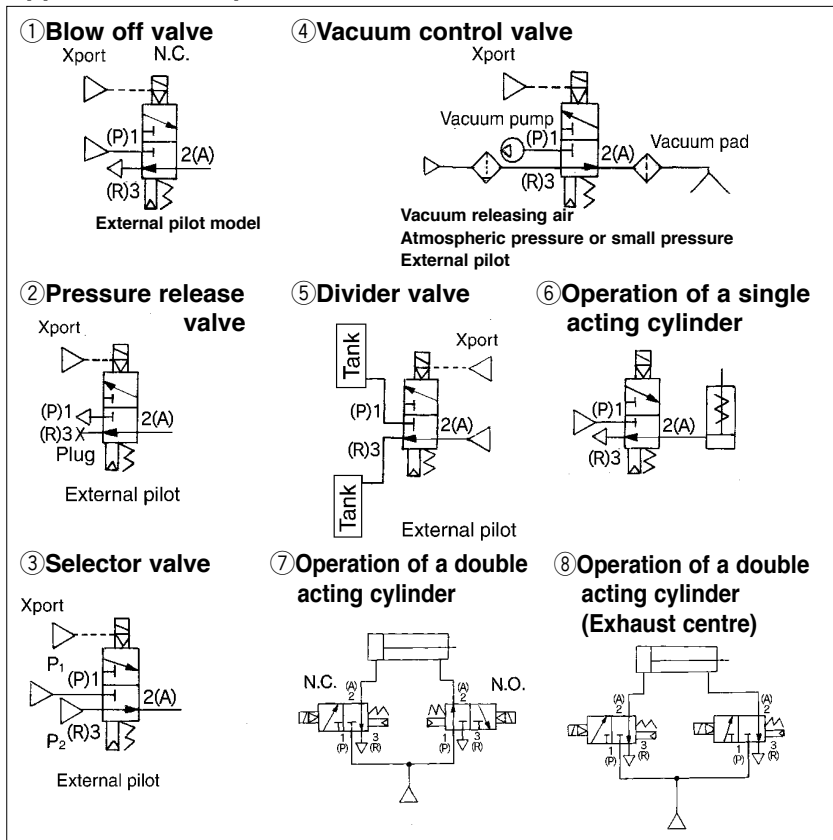 ①Blow off valve
Xport N.C.
(P)1
2(A)
(R)3
External pilot model
④Vacuum control valve
Xport
Vacuum pump
(P)1
2(A)
Vacuum pad
(R)3
Vacuum releasing air
Atmospheric pressure or small pressure
External pilot
②Pressure release
valve
Xport
(P)1
2(A)
(R)3
Plug
External pilot
⑤Divider valve
Tank
Xport
(P)1
2(A)
(R)3
Tank
External pilot
⑥Operation of a single
acting cylinder
(P)1
2(A)
(R)3
③Selector valve
Xport
P1
(P)1
2(A)
(R)3
P2
External pilot
⑦Operation of a double
acting cylinder
N.C.
(A)
2
(A)
2
N.O.
1
(P)
3
(R)
1
(P)
3
(R)
⑧Operation of a double
acting cylinder
(Exhaust centre)
(A)
2
(A)
2
1
(P)
3
(R)
1
(P)
3
(R)